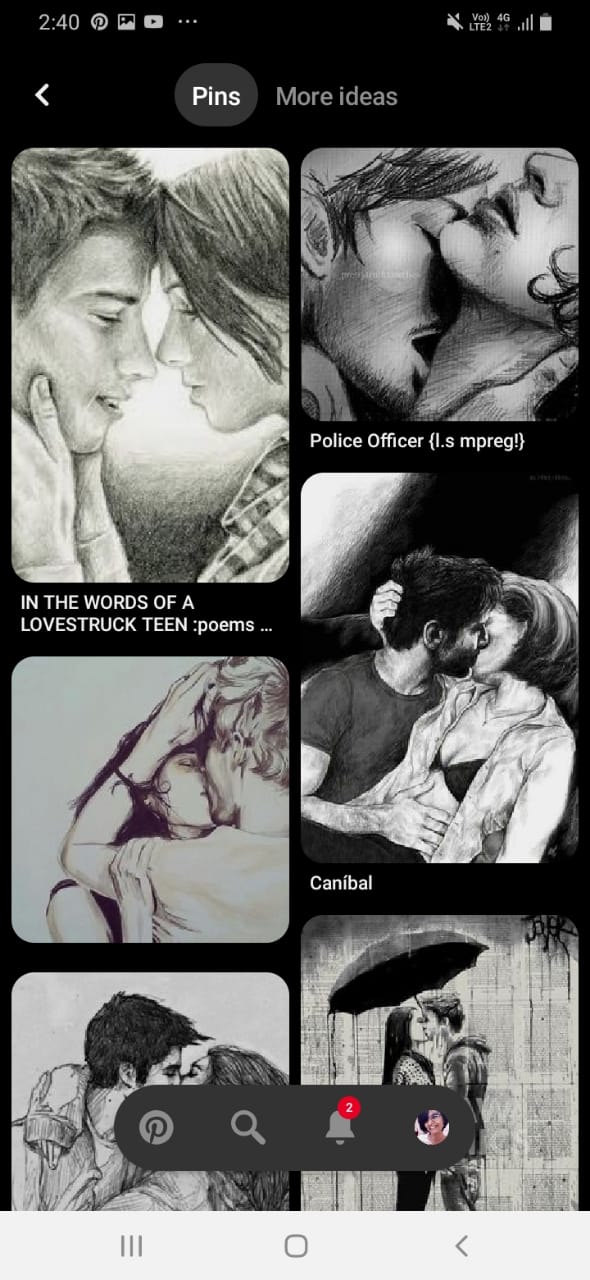 2:40
Vo)) 4G
LTE2
Pins
More ideas
IN THE WORDS OF A
LOVESTRUCK TEEN :poems ...
Police Officer {l.s mpreg!}
Caníbal
2